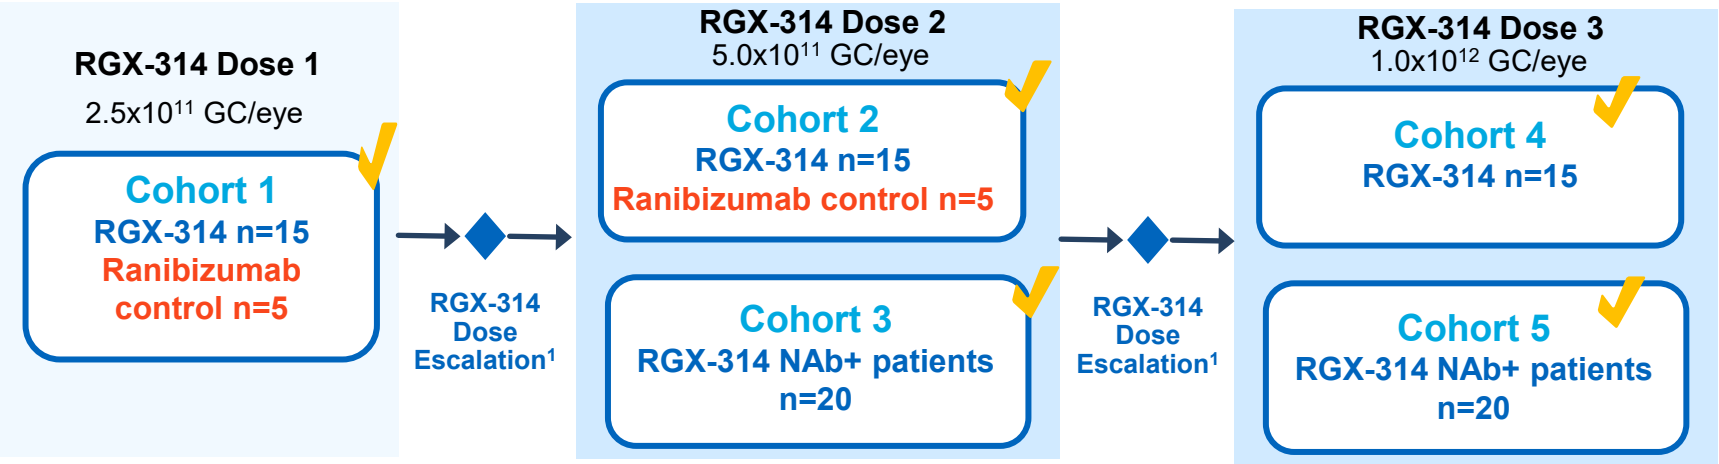 RGX-314 Dose 1
2.5x10¹¹ GC/eye
Cohort 1
RGX-314 n=15
Ranibizumab
control n=5
RGX-314
Dose
Escalation¹
RGX-314 Dose 2
5.0x10¹¹ GC/eye
Cohort 2
RGX-314 n=15
Ranibizumab control n=5
Cohort 3
RGX-314 NAb+ patients
n=20
RGX-314
Dose
Escalation¹
RGX-314 Dose 3
1.0x10¹² GC/eye
Cohort 4
RGX-314 n=15
Cohort 5
RGX-314 NAb+ patients
n=20